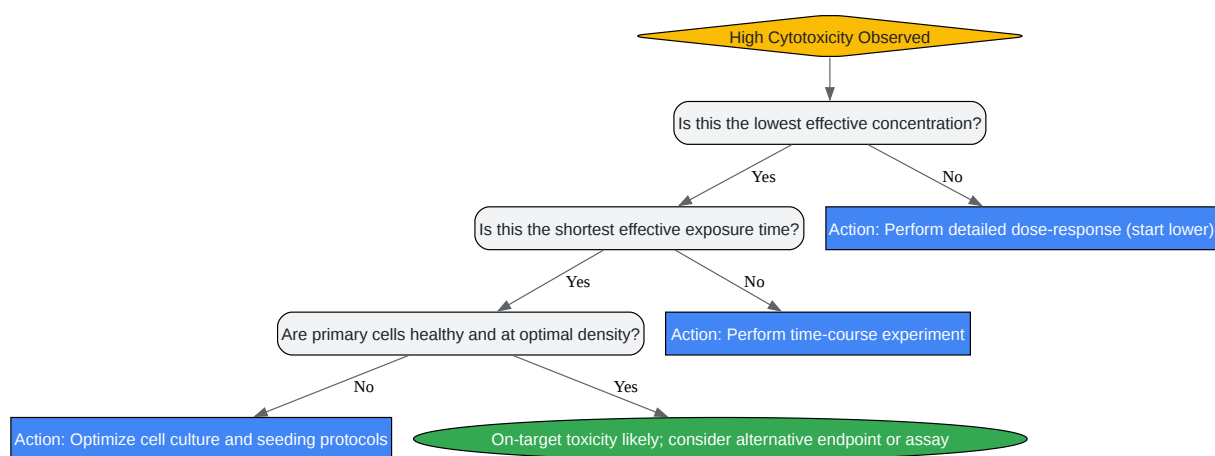 High Cytotoxicity Observed
Is this the lowest effective concentration?
Yes
No
Is this the shortest effective exposure time?
Action: Perform detailed dose-response (start lower)
Yes
No
Are primary cells healthy and at optimal density?
Action: Perform time-course experiment
No
Yes
Action: Optimize cell culture and seeding protocols
On-target toxicity likely; consider alternative endpoint or assay